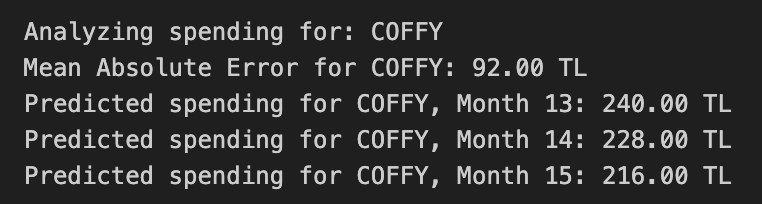 Analyzing spending for: COFFY
Mean Absolute Error for COFFY: 92.00 TL
Predicted spending for COFFY, Month 13: 240.00 TL
Predicted spending for COFFY, Month 14: 228.00 TL
Predicted spending for COFFY, Month 15: 216.00 TL